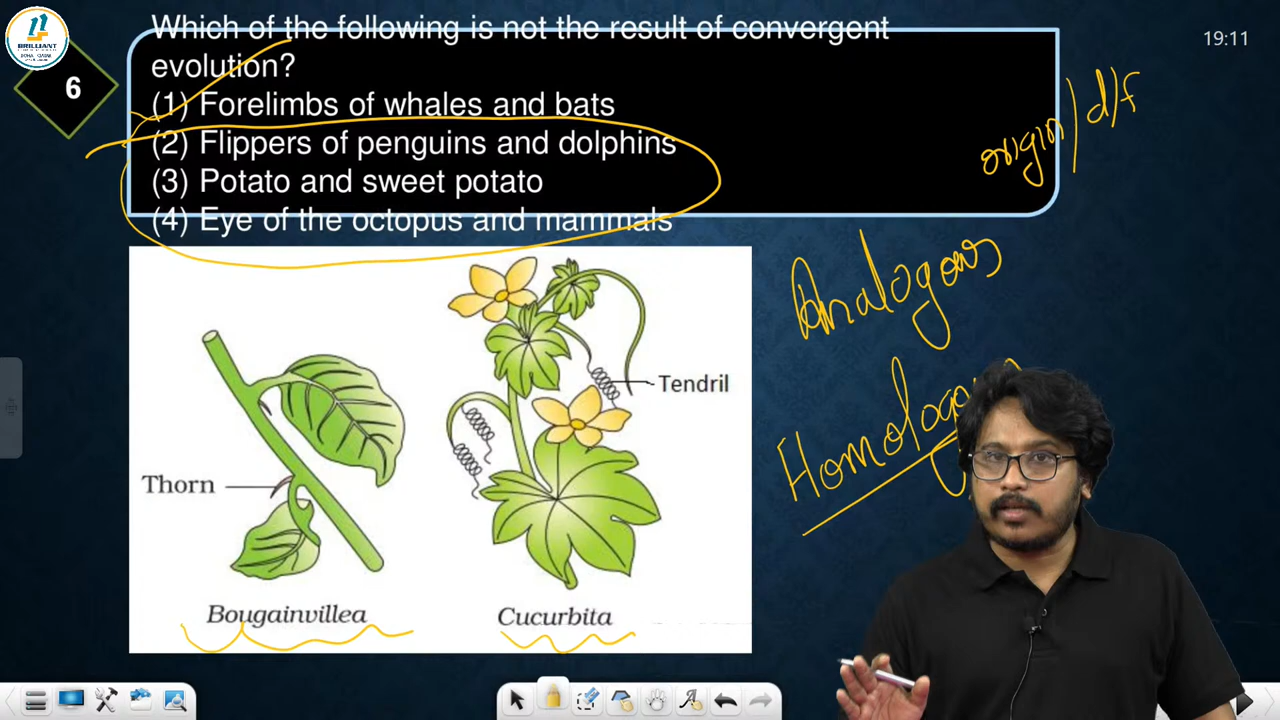 BRILLIANT
6
Which of the following is not the result of convergent
evolution?
(1) Forelimbs of whales and bats
(2) Flippers of penguins and dolphins
(3) Potato and sweet potato
(4) Eye of the octopus and mammals
19:11
origin/d/f
Analogous
Homologous
Tendril
Thorn
Bougainvillea
Cucurbita